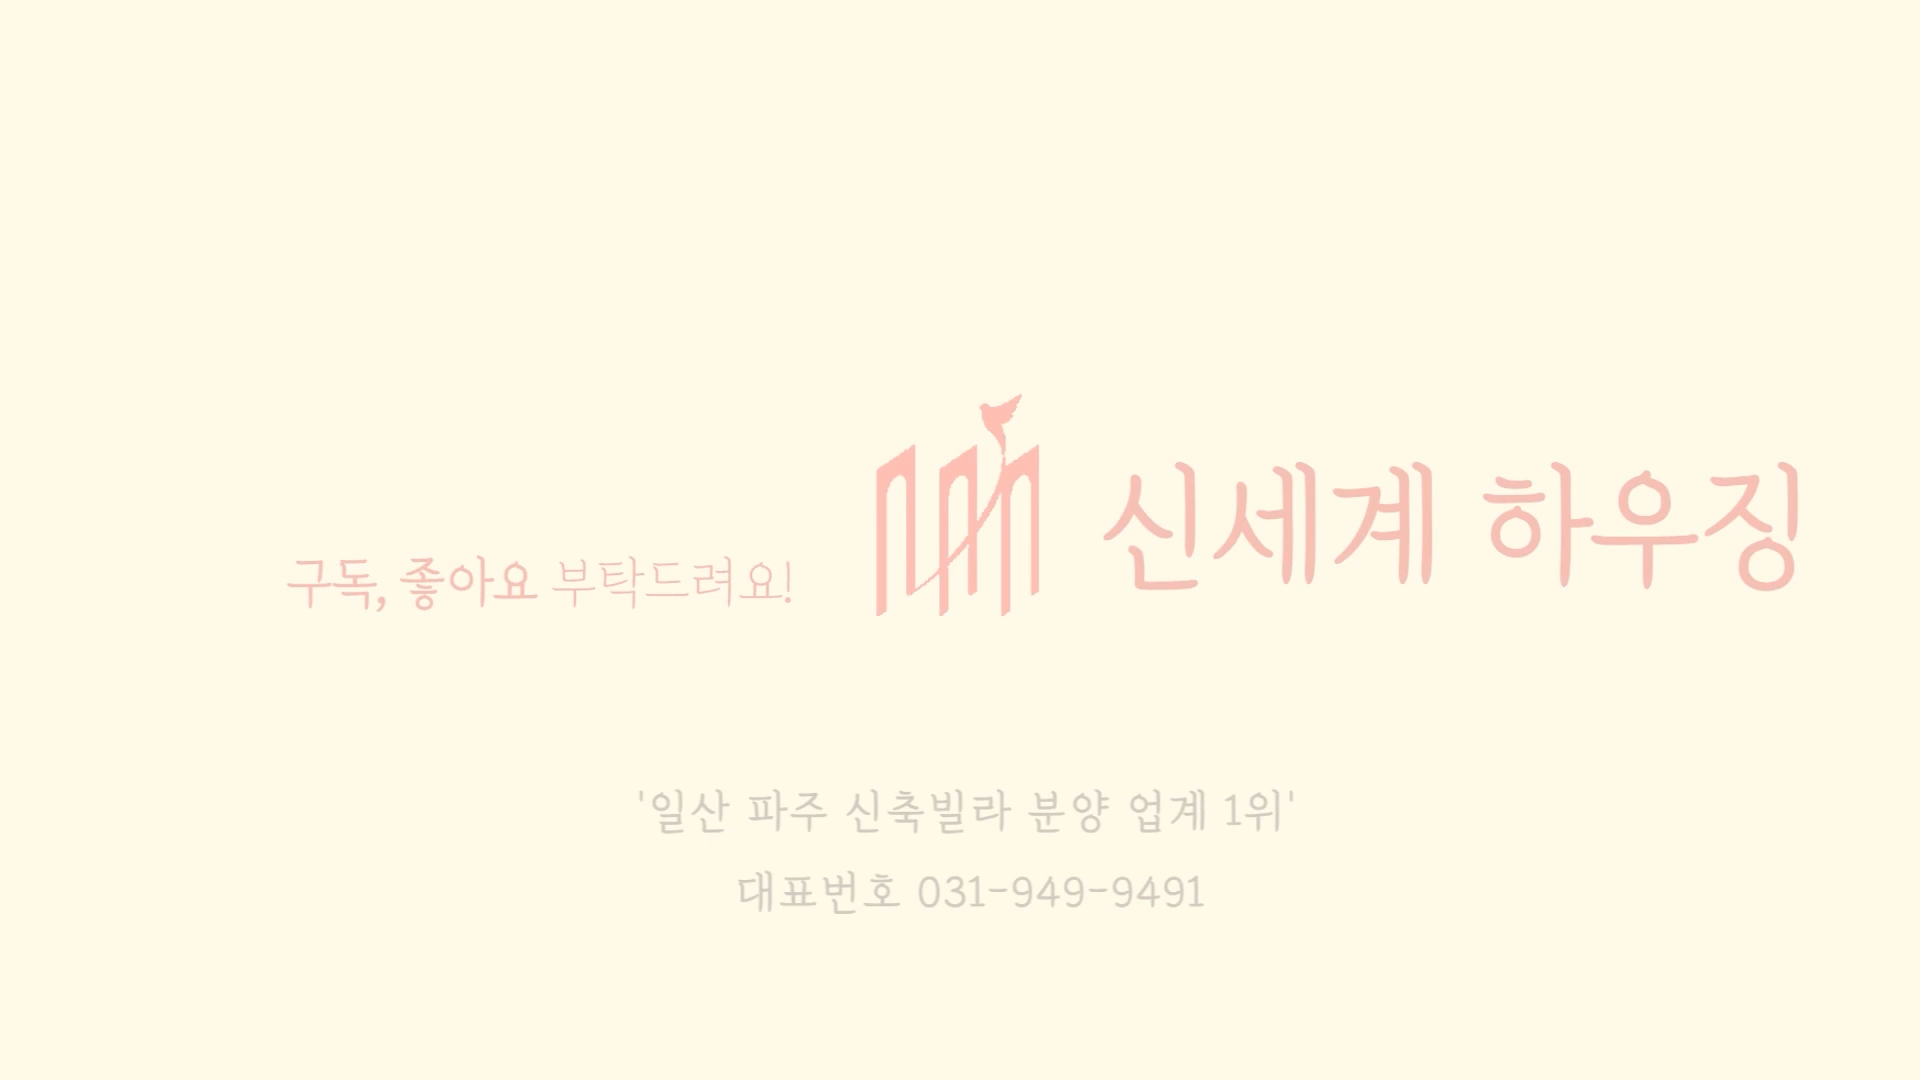 구독, 좋아요 부탁드려요!
신세계 하우징
'일산 파주 신축빌라 분양 업계 1위'
대표번호 031-949-9491